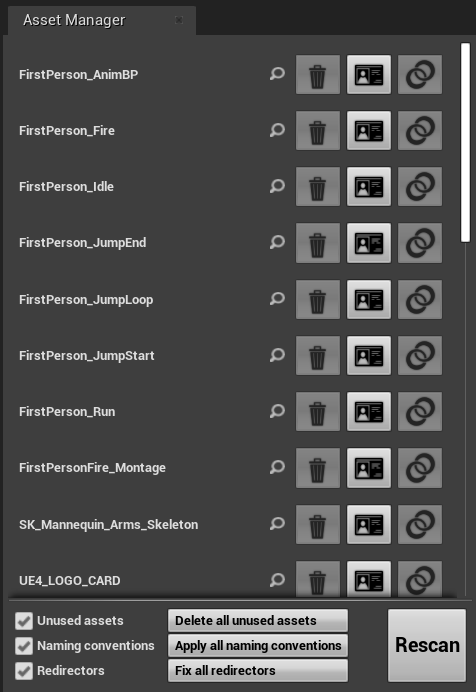 Asset Manager
FirstPerson_AnimBP
FirstPerson_Fire
FirstPerson_Idle
FirstPerson_JumpEnd
FirstPerson_JumpLoop
FirstPerson_JumpStart
FirstPerson_Run
FirstPersonFire_Montage
SK_Mannequin_Arms_Skeleton
UE4_LOGO_CARD
Unused assets
Delete all unused assets
Naming conventions
Apply all naming conventions
Redirectors
Fix all redirectors
Rescan